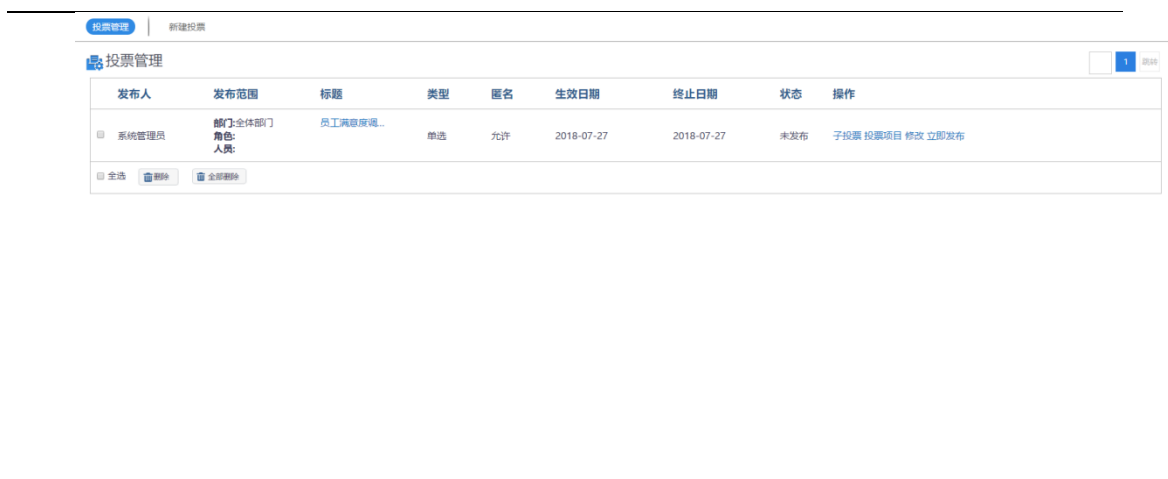 投票管理 新建投票
投票管理 1 跳转
发布人 发布范围 标题 类型 匿名 生效日期 终止日期 状态 操作
系统管理员 部门:全体部门 员工满意度调... 单选 允许 2018-07-27 2018-07-27 未发布 子投票 投票项目 修改 立即发布
角色:
人员:
全选 删除 全部删除